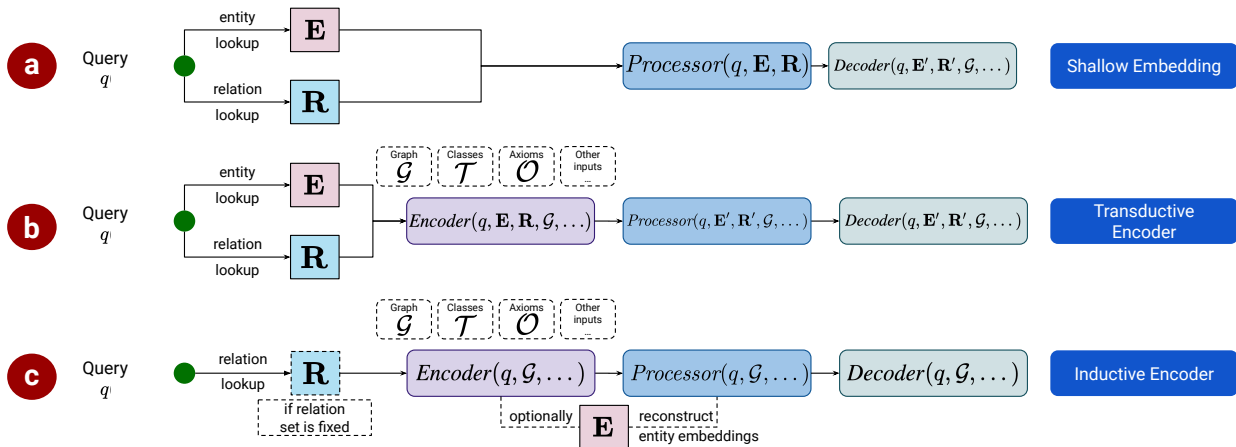 a
Query
q
entity
lookup
E
relation
lookup
R
Processor(q, E, R)
Decoder(q, E′, R′, 𝒢, . . . )
Shallow Embedding
b
Query
q
entity
lookup
E
relation
lookup
R
Graph
𝒢
Classes
𝒯
Axioms
𝒪
Other
inputs
...
Encoder(q, E, R, 𝒢, . . . )
Processor(q, E′, R′, 𝒢, . . . )
Decoder(q, E′, R′, 𝒢, . . . )
Transductive
Encoder
c
Query
q
relation
lookup
R
if relation
set is fixed
Graph
𝒢
Classes
𝒯
Axioms
𝒪
Other
inputs
...
Encoder(q, 𝒢, . . . )
Processor(q, 𝒢, . . . )
Decoder(q, 𝒢, . . . )
optionally
E
reconstruct
entity embeddings
Inductive Encoder